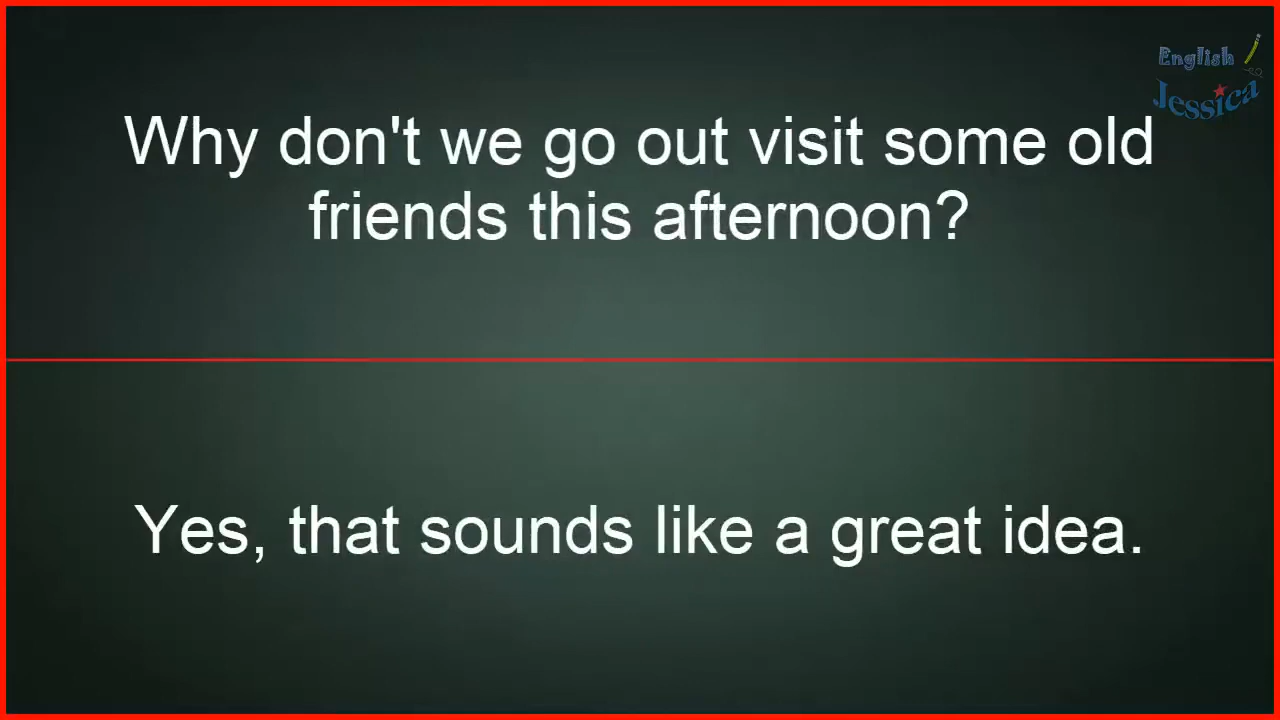 English
Jessica
Why don't we go out visit some old
friends this afternoon?
Yes, that sounds like a great idea.